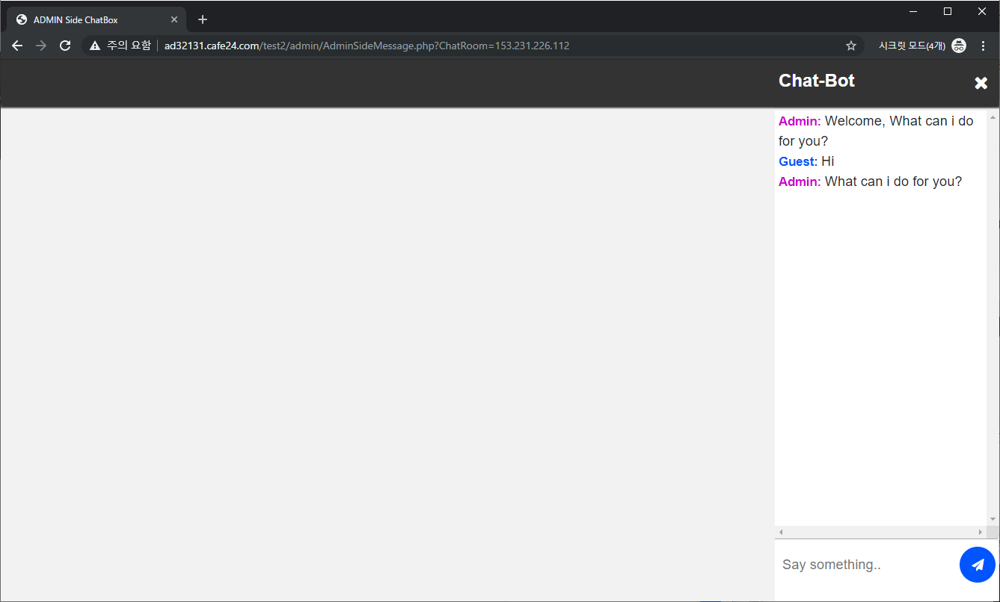 ADMIN Side ChatBox
주의 요함 ad32131.cafe24.com/test2/admin/AdminSideMessage.php?ChatRoom=153.231.226.112 시크릿 모드(4개)
Chat-Bot
Admin: Welcome, What can i do
for you?
Guest: Hi
Admin: What can i do for you?
Say something..